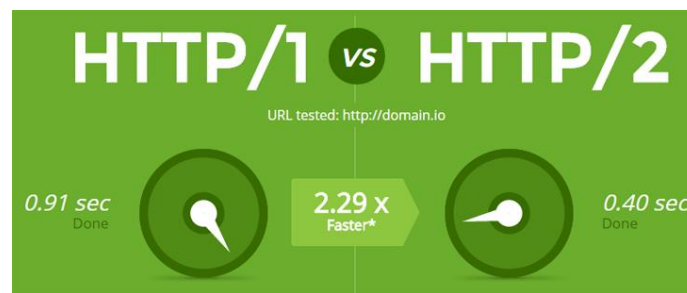 HTTP/1 vs HTTP/2
URL tested: http://domain.io
0.91 sec
Done
2.29 x
Faster*
0.40 sec
Done